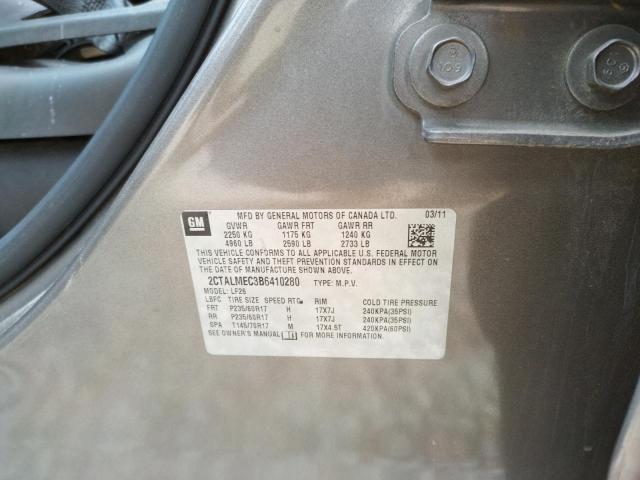 GM
MFD BY GENERAL MOTORS OF CANADA LTD. 03/11
GVWR GAWR FRT GAWR RR
2250 KG 1175 KG 1240 KG
4960 LB 2590 LB 2733 LB
THIS VEHICLE CONFORMS TO ALL APPLICABLE U.S. FEDERAL MOTOR
VEHICLE SAFETY AND THEFT PREVENTION STANDARDS IN EFFECT ON
THE DATE OF MANUFACTURE SHOWN ABOVE.
2CTALMEC3B6410280 TYPE: M.P.V.
MODEL: LF26
LBFC TIRE SIZE SPEED RTG RIM COLD TIRE PRESSURE
FRT P235/60R17 H 17X7J 240KPA(35PSI)
RR P235/60R17 H 17X7J 240KPA(35PSI)
SPA T145/70R17 M 17X4.5T 420KPA(60PSI)
SEE OWNER'S MANUAL FOR MORE INFORMATION.